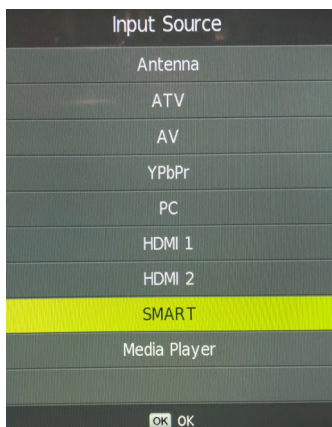 Input Source
Antenna
ATV
AV
YPbPr
PC
HDMI 1
HDMI 2
SMART
Media Player
OK OK